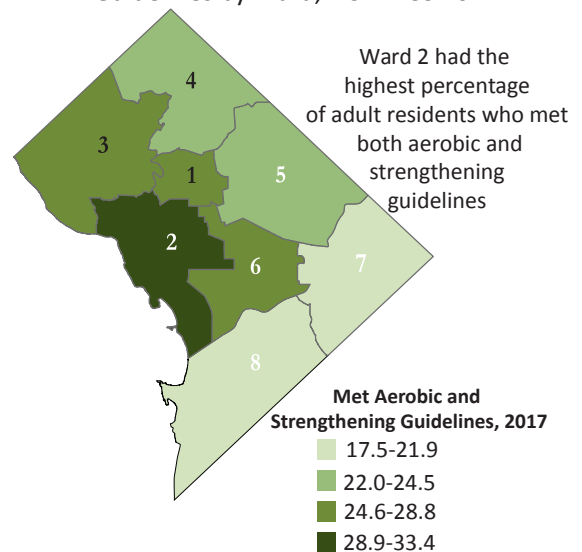 4
Ward 2 had the
highest percentage
of adult residents who met
both aerobic and
strengthening
guidelines
3
1
5
2
6
7
8
Met Aerobic and
Strengthening Guidelines, 2017
17.5-21.9
22.0-24.5
24.6-28.8
28.9-33.4